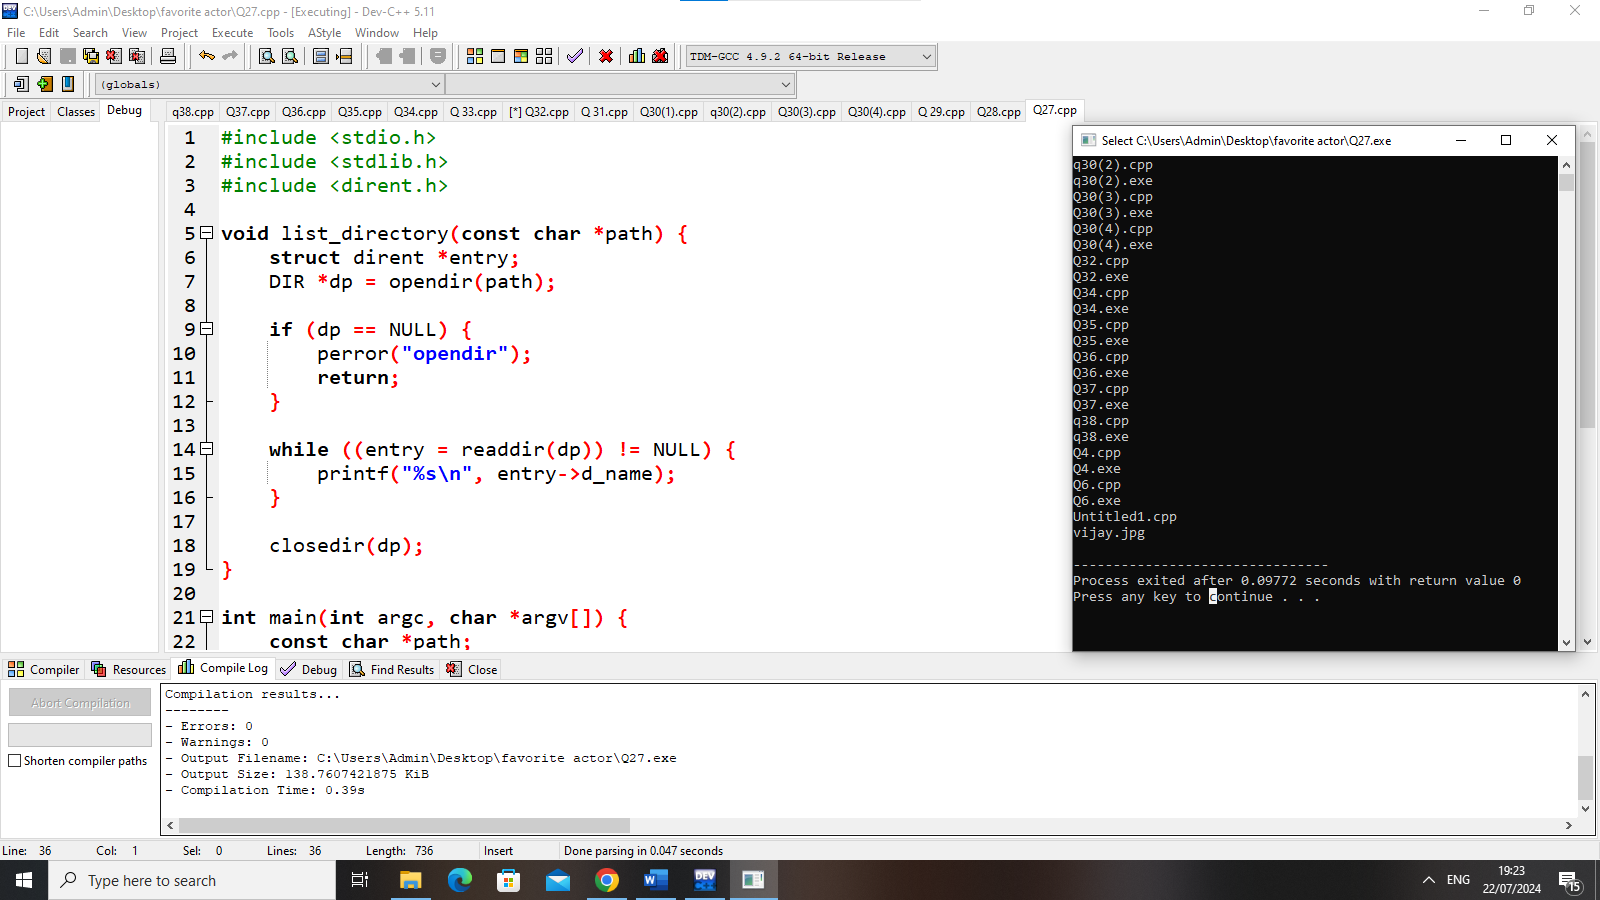 C:\Users\Admin\Desktop\favorite actor\Q27.cpp - [Executing] - Dev-C++ 5.11
File Edit Search View Project Execute Tools AStyle Window Help
TDM-GCC 4.9.2 64-bit Release
(globals)
Project Classes Debug
q38.cpp Q37.cpp Q36.cpp Q35.cpp Q34.cpp Q 33.cpp [*] Q32.cpp Q 31.cpp Q30(1).cpp q30(2).cpp Q30(3).cpp Q30(4).cpp Q 29.cpp Q28.cpp Q27.cpp
1 #include <stdio.h>
2 #include <stdlib.h>
3 #include <dirent.h>
4
5 void list_directory(const char *path) {
6 struct dirent *entry;
7 DIR *dp = opendir(path);
8
9 if (dp == NULL) {
10 perror("opendir");
11 return;
12 }
13
14 while ((entry = readdir(dp)) != NULL) {
15 printf("%s\n", entry->d_name);
16 }
17
18 closedir(dp);
19 }
20
21 int main(int argc, char *argv[]) {
22 const char *path;
Select C:\Users\Admin\Desktop\favorite actor\Q27.exe
q30(2).cpp
q30(2).exe
Q30(3).cpp
Q30(3).exe
Q30(4).cpp
Q30(4).exe
Q32.cpp
Q32.exe
Q34.cpp
Q34.exe
Q35.cpp
Q35.exe
Q36.cpp
Q36.exe
Q37.cpp
Q37.exe
q38.cpp
q38.exe
Q4.cpp
Q4.exe
Q6.cpp
Q6.exe
Untitled1.cpp
vijay.jpg
--------------------------------
Process exited after 0.09772 seconds with return value 0
Press any key to continue . . .
Compiler Resources Compile Log Debug Find Results Close
Abort Compilation
Shorten compiler paths
Compilation results...
--------
- Errors: 0
- Warnings: 0
- Output Filename: C:\Users\Admin\Desktop\favorite actor\Q27.exe
- Output Size: 138.7607421875 KiB
- Compilation Time: 0.39s
Line: 36 Col: 1 Sel: 0 Lines: 36 Length: 736 Insert Done parsing in 0.047 seconds
Type here to search
DEV
ENG
19:23
22/07/2024
15